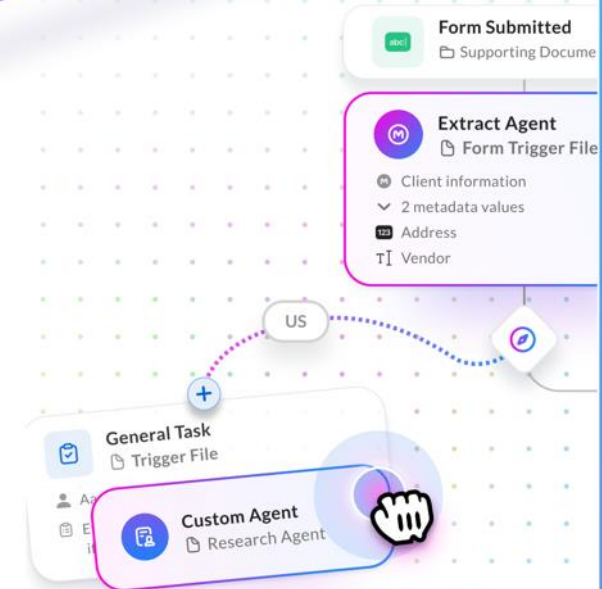 Form Submitted
Supporting Docume
Extract Agent
Form Trigger File
Client information
2 metadata values
Address
Vendor
US
General Task
Trigger File
Custom Agent
Research Agent